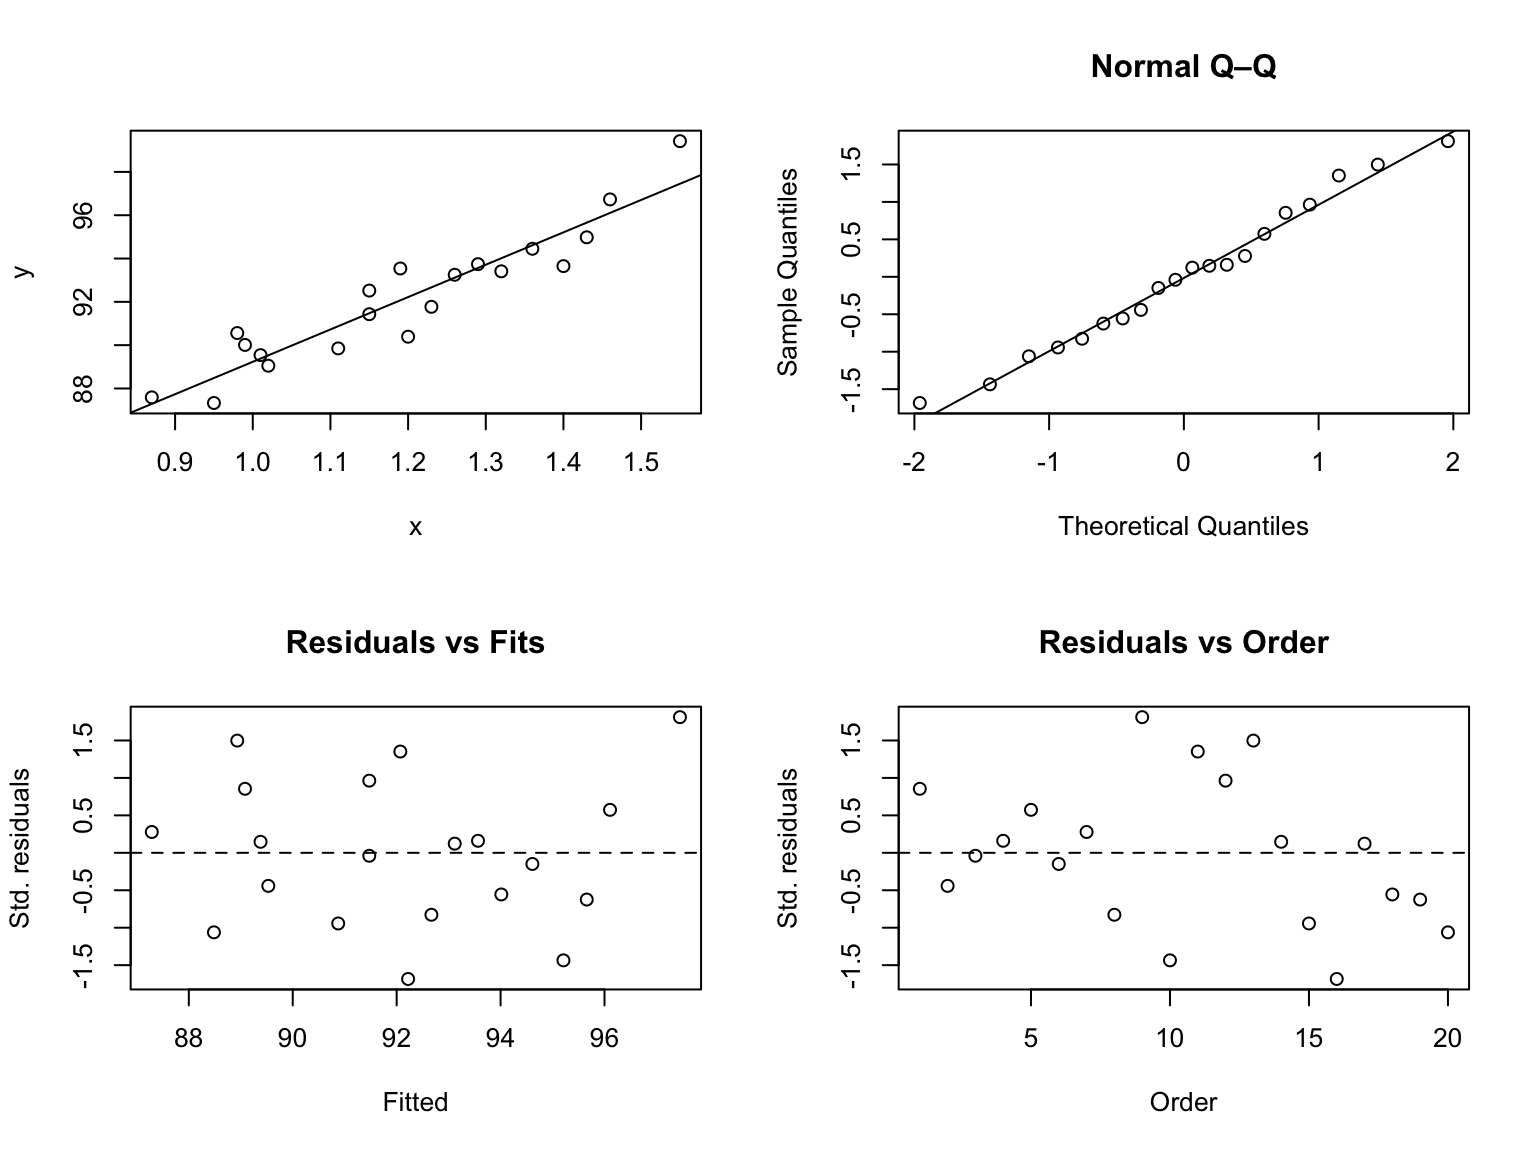 y
96
92
88
0.9 1.0 1.1 1.2 1.3 1.4 1.5
x
Normal Q–Q
Sample Quantiles
1.5
0.5
-0.5
-1.5
-2 -1 0 1 2
Theoretical Quantiles
Residuals vs Fits
Std. residuals
1.5
0.5
-0.5
-1.5
88 90 92 94 96
Fitted
Residuals vs Order
Std. residuals
1.5
0.5
-0.5
-1.5
5 10 15 20
Order